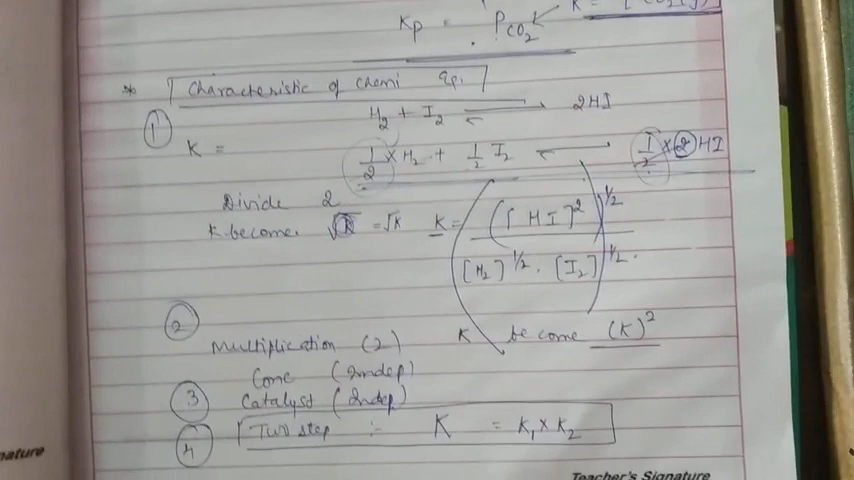 K = [CO2(g)]
Kp = PCO2
* Characteristic of chemi Eq.
① H2 + I2 ⇌ 2HI
K = 1/2 × H2 + 1/2 I2 ⇌ 1/2 × 2 HI
Divide 2
K become √K = √K K = ([HI]^2)^1/2
[H2]^1/2 . [I2]^1/2.
②
Multiplication (2) K become (K)^2
Conc (Indep)
③ Catalyst (Indep)
④ Two step :- K = K1 × K2
nature
Teacher's Signature